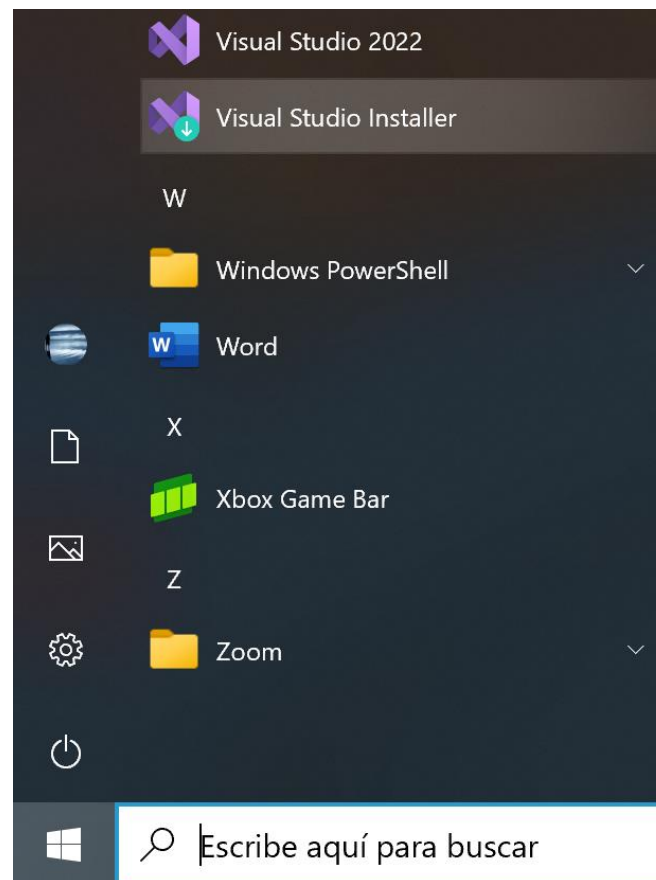 Visual Studio 2022
Visual Studio Installer
W
Windows PowerShell
W
Word
X
Xbox Game Bar
Z
Zoom
Escribe aquí para buscar